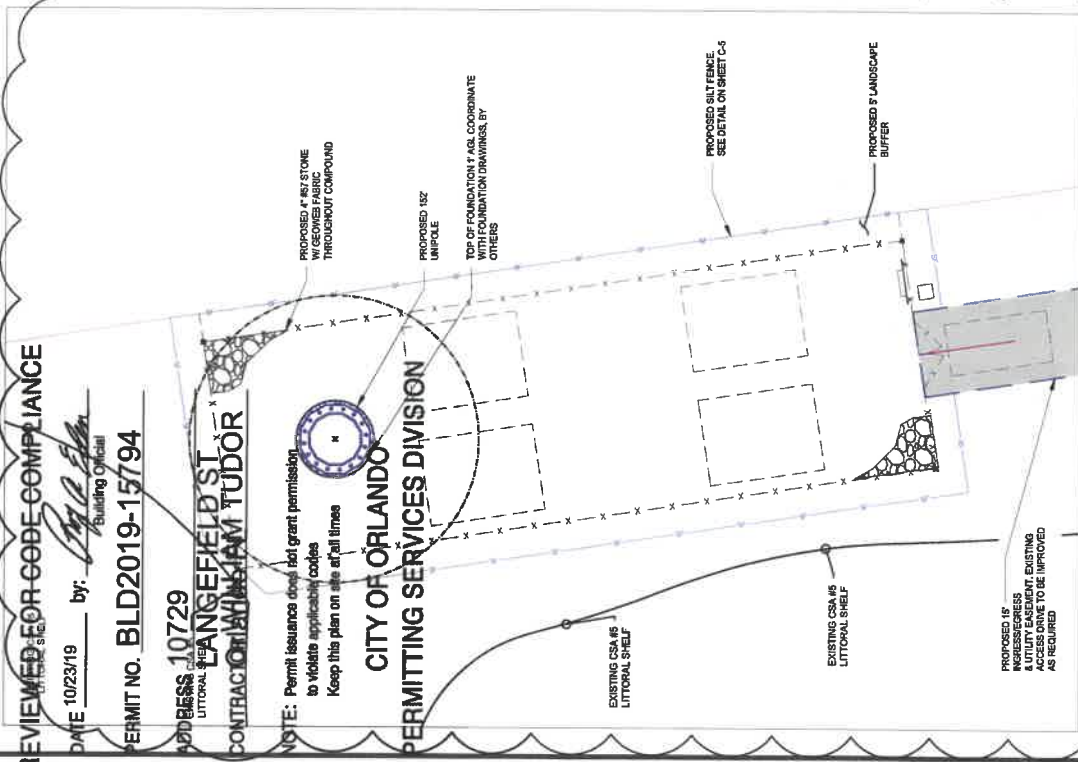 REVIEWED FOR CODE COMPLIANCE
DATE 10/23/19 by:
Building Official
PERMIT NO. BLD2019-15794
ADDRESS 10729
LITTORAL SHELF
LANGEFIELD ST
CONTRACTOR WILLIAM TUDOR
NOTE: Permit issuance does not grant permission
to violate applicable codes
Keep this plan on site at all times
CITY OF ORLANDO
PERMITTING SERVICES DIVISION
PROPOSED 4" #57 STONE
W/ GEOWEB FABRIC
THROUGHOUT COMPOUND
PROPOSED 152'
UNIPOLE
TOP OF FOUNDATION 1' AGL COORDINATE
WITH FOUNDATION DRAWINGS, BY
OTHERS
PROPOSED SILT FENCE.
SEE DETAIL ON SHEET C-5
PROPOSED 5' LANDSCAPE
BUFFER
EXISTING CSA #5
LITTORAL SHELF
EXISTING CSA #5
LITTORAL SHELF
PROPOSED 15'
INGRESS/EGRESS
& UTILITY EASEMENT. EXISTING
ACCESS DRIVE TO BE IMPROVED
AS REQUIRED